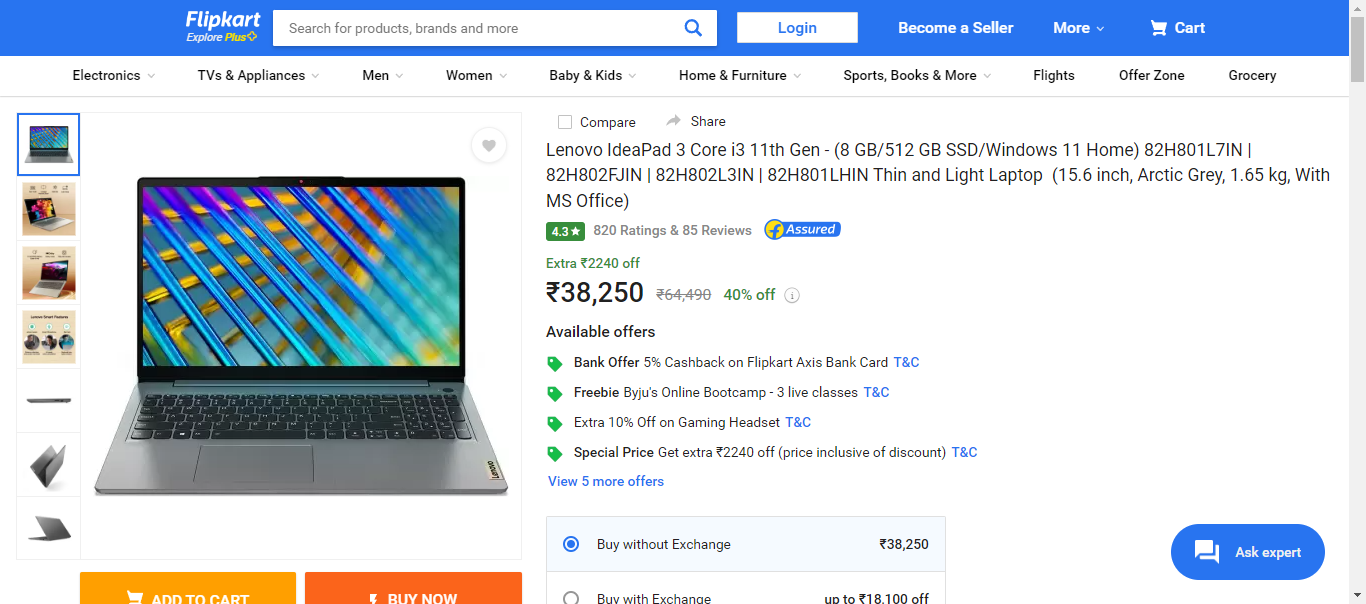 Flipkart
Explore Plus
Search for products, brands and more
Login
Become a Seller
More
Cart
Electronics
TVs & Appliances
Men
Women
Baby & Kids
Home & Furniture
Sports, Books & More
Flights
Offer Zone
Grocery
Compare
Share
Lenovo IdeaPad 3 Core i3 11th Gen - (8 GB/512 GB SSD/Windows 11 Home) 82H801L7IN |
82H802FJIN | 82H802L3IN | 82H801LHIN Thin and Light Laptop (15.6 inch, Arctic Grey, 1.65 kg, With
MS Office)
4.3★ 820 Ratings & 85 Reviews Assured
Extra ₹2240 off
₹38,250 ₹64,490 40% off
Available offers
Bank Offer 5% Cashback on Flipkart Axis Bank Card T&C
Freebie Byju's Online Bootcamp - 3 live classes T&C
Extra 10% Off on Gaming Headset T&C
Special Price Get extra ₹2240 off (price inclusive of discount) T&C
View 5 more offers
Buy without Exchange ₹38,250
Buy with Exchange up to ₹18,100 off
Lenovo
ADD TO CART
BUY NOW
Ask expert